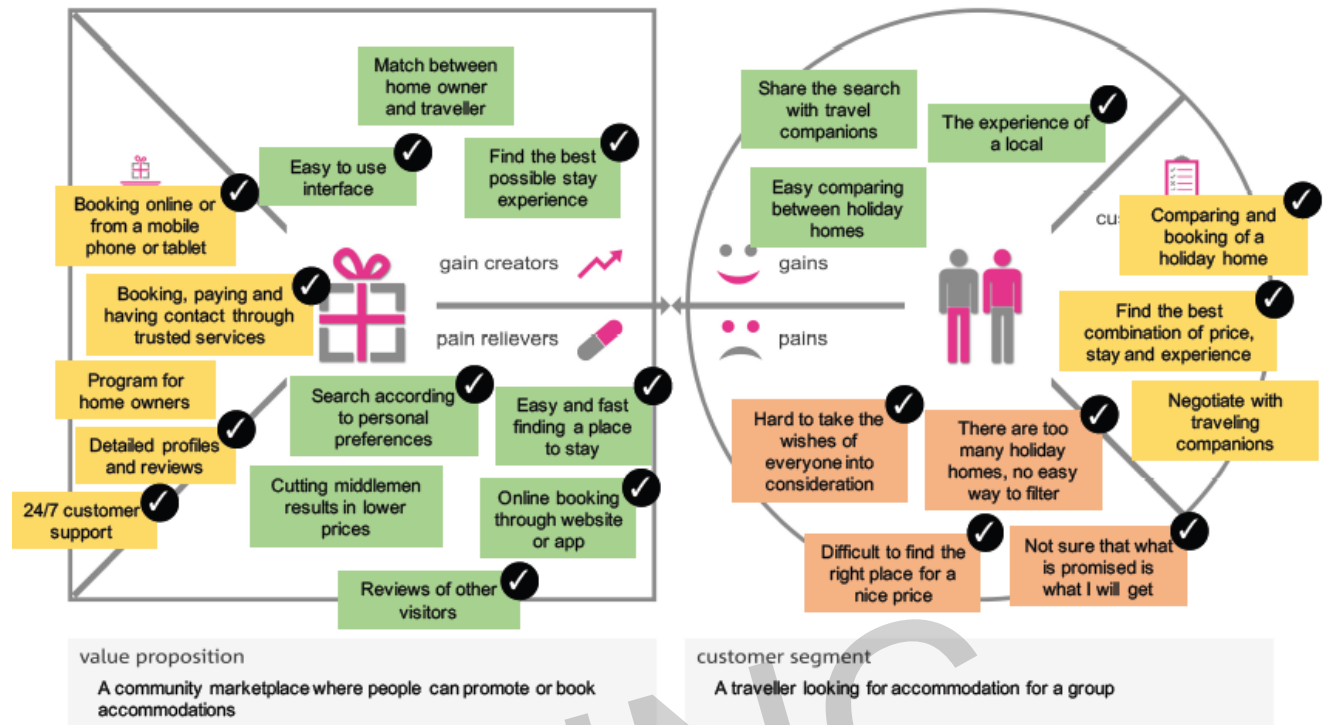 Match between
home owner
and traveller
Easy to use
interface
Find the best
possible stay
experience
Booking online or
from a mobile
phone or tablet
Booking, paying and
having contact through
trusted services
Program for
home owners
Detailed profiles
and reviews
24/7 customer
support
gain creators
pain relievers
Search according
to personal
preferences
Easy and fast
finding a place
to stay
Cutting middlemen
results in lower
prices
Online booking
through website
or app
Reviews of other
visitors
Share the search
with travel
companions
The experience of
a local
Easy comparing
between holiday
homes
gains
pains
Comparing and
booking of a
holiday home
Find the best
combination of price,
stay and experience
Negotiate with
traveling
companions
Hard to take the
wishes of
everyone into
consideration
There are too
many holiday
homes, no easy
way to filter
Difficult to find the
right place for a
nice price
Not sure that what
is promised is
what I will get
value proposition
A community marketplace where people can promote or book
accommodations
customer segment
A traveller looking for accommodation for a group